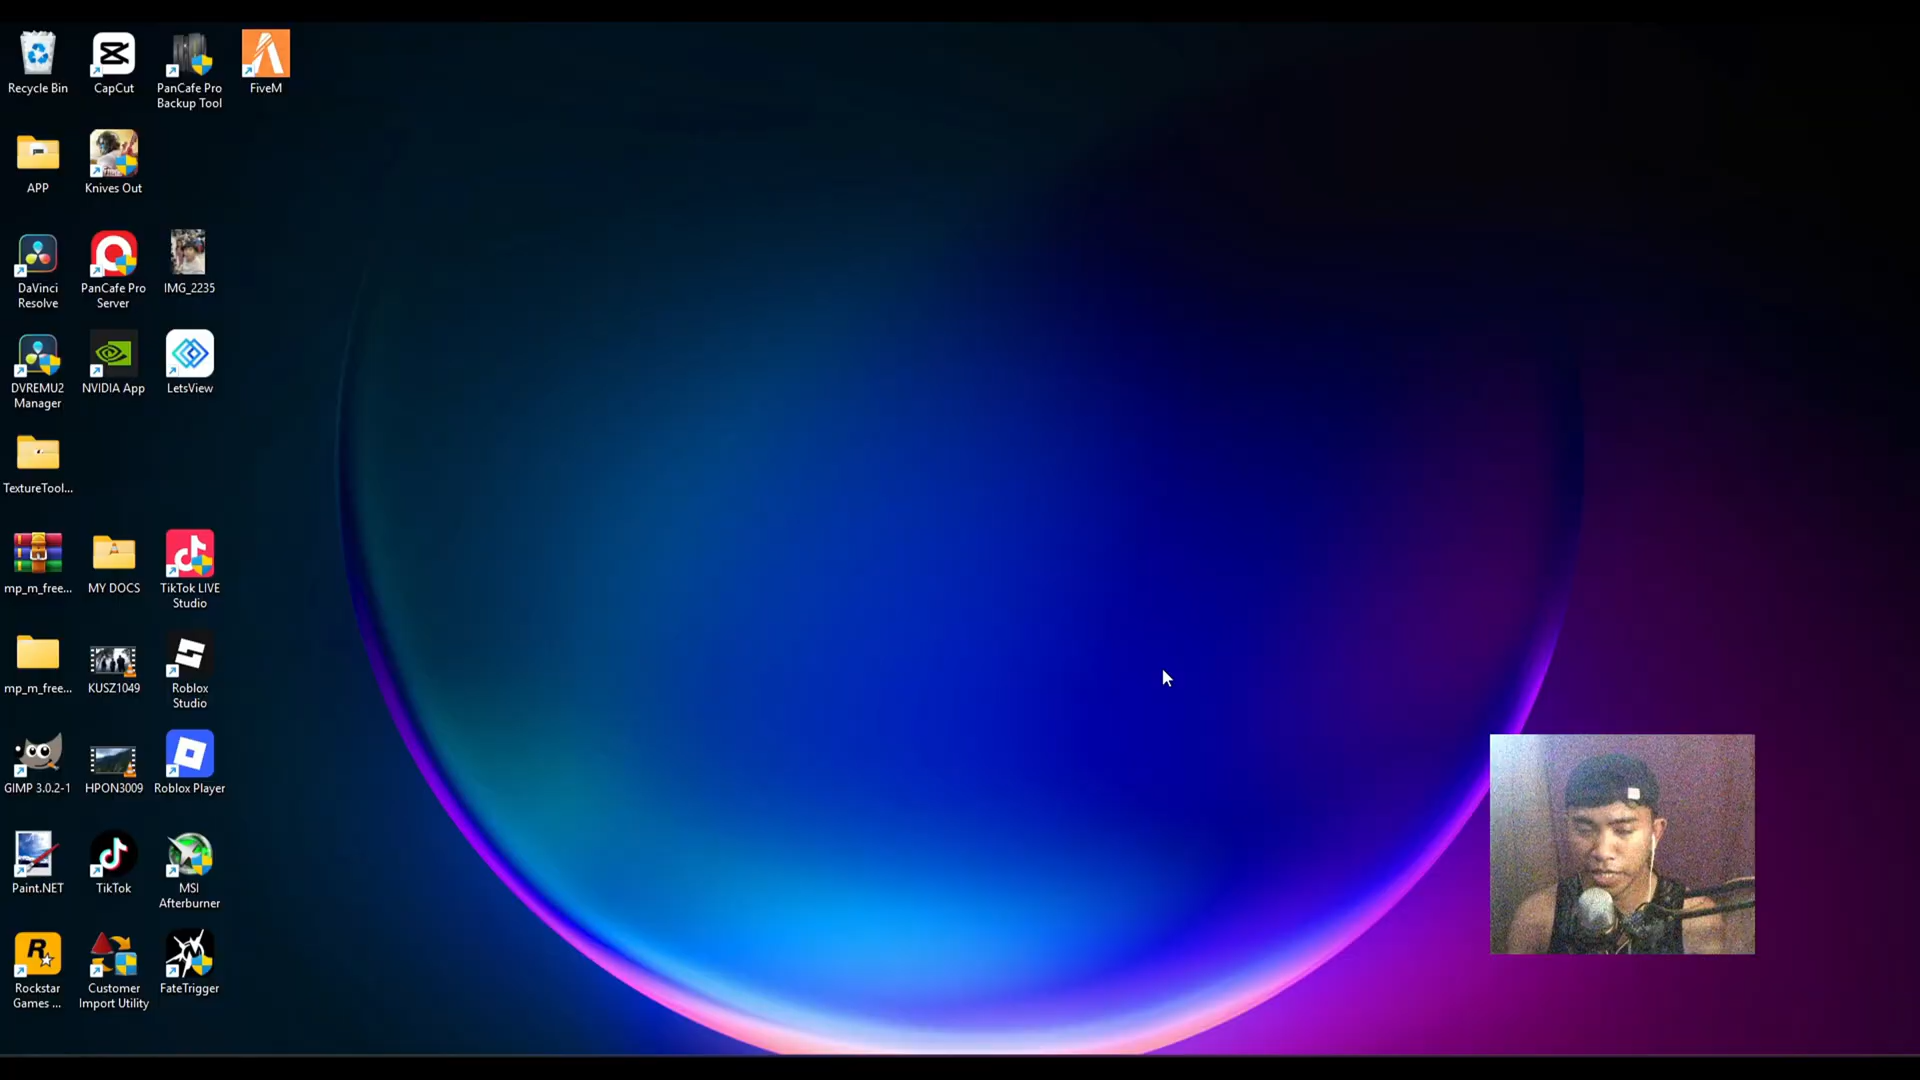 Recycle Bin
CapCut
PanCafe Pro
Backup Tool
FiveM
APP
Knives Out
DaVinci
Resolve
PanCafe Pro
Server
IMG_2235
DVREMU2
Manager
NVIDIA App
LetsView
TextureTool...
mp_m_free...
MY DOCS
TikTok LIVE
Studio
mp_m_free...
KUSZ1049
Roblox
Studio
GIMP 3.0.2-1
HPON3009
Roblox Player
Paint.NET
TikTok
MSI
Afterburner
Rockstar
Games ...
Customer
Import Utility
FateTrigger